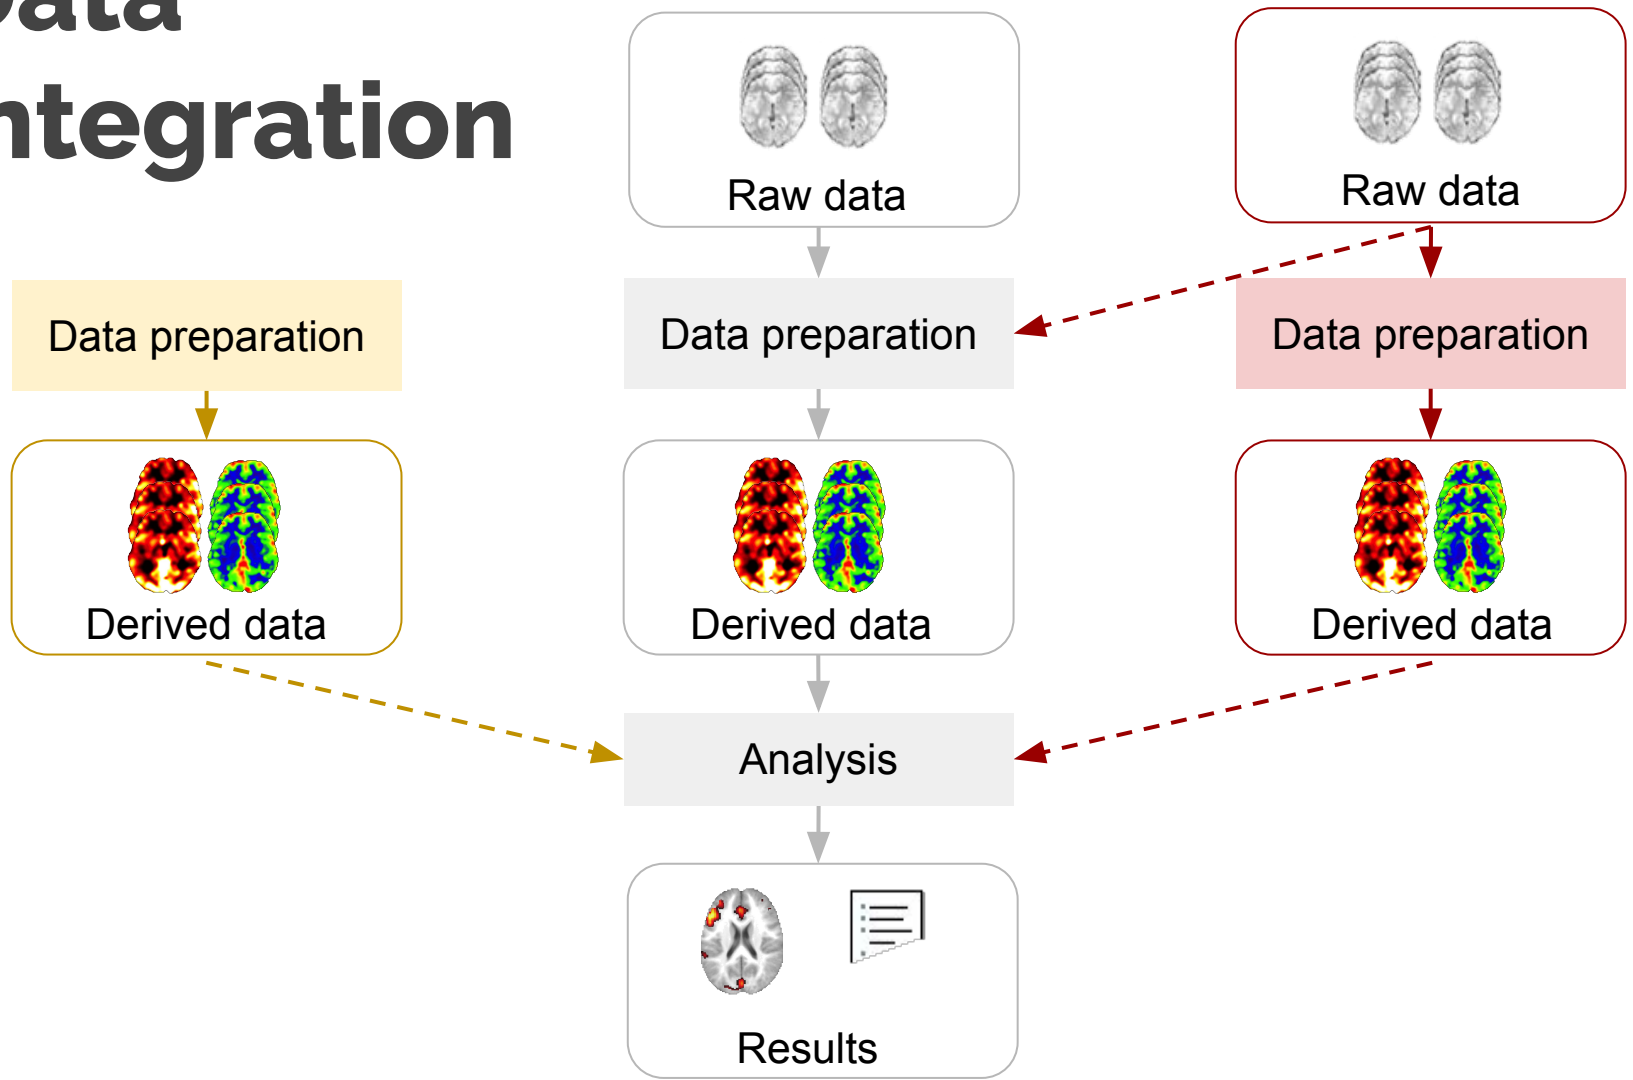 ata
ntegration
Raw data
Raw data
Data preparation
Data preparation
Data preparation
Derived data
Derived data
Derived data
Analysis
Results